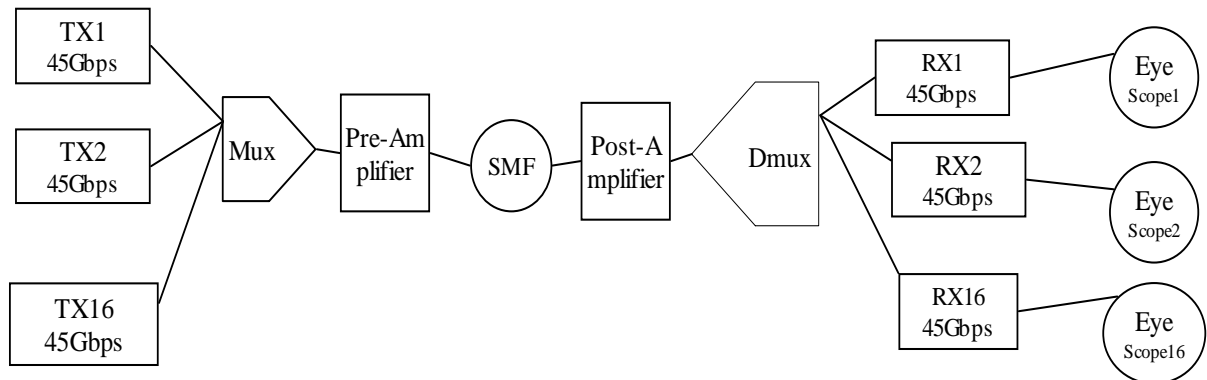 TX1
45Gbps
TX2
45Gbps
TX16
45Gbps
Mux
Pre-Am
plifier
SMF
Post-A
mplifier
Dmux
RX1
45Gbps
RX2
45Gbps
RX16
45Gbps
Eye
Scope1
Eye
Scope2
Eye
Scope16